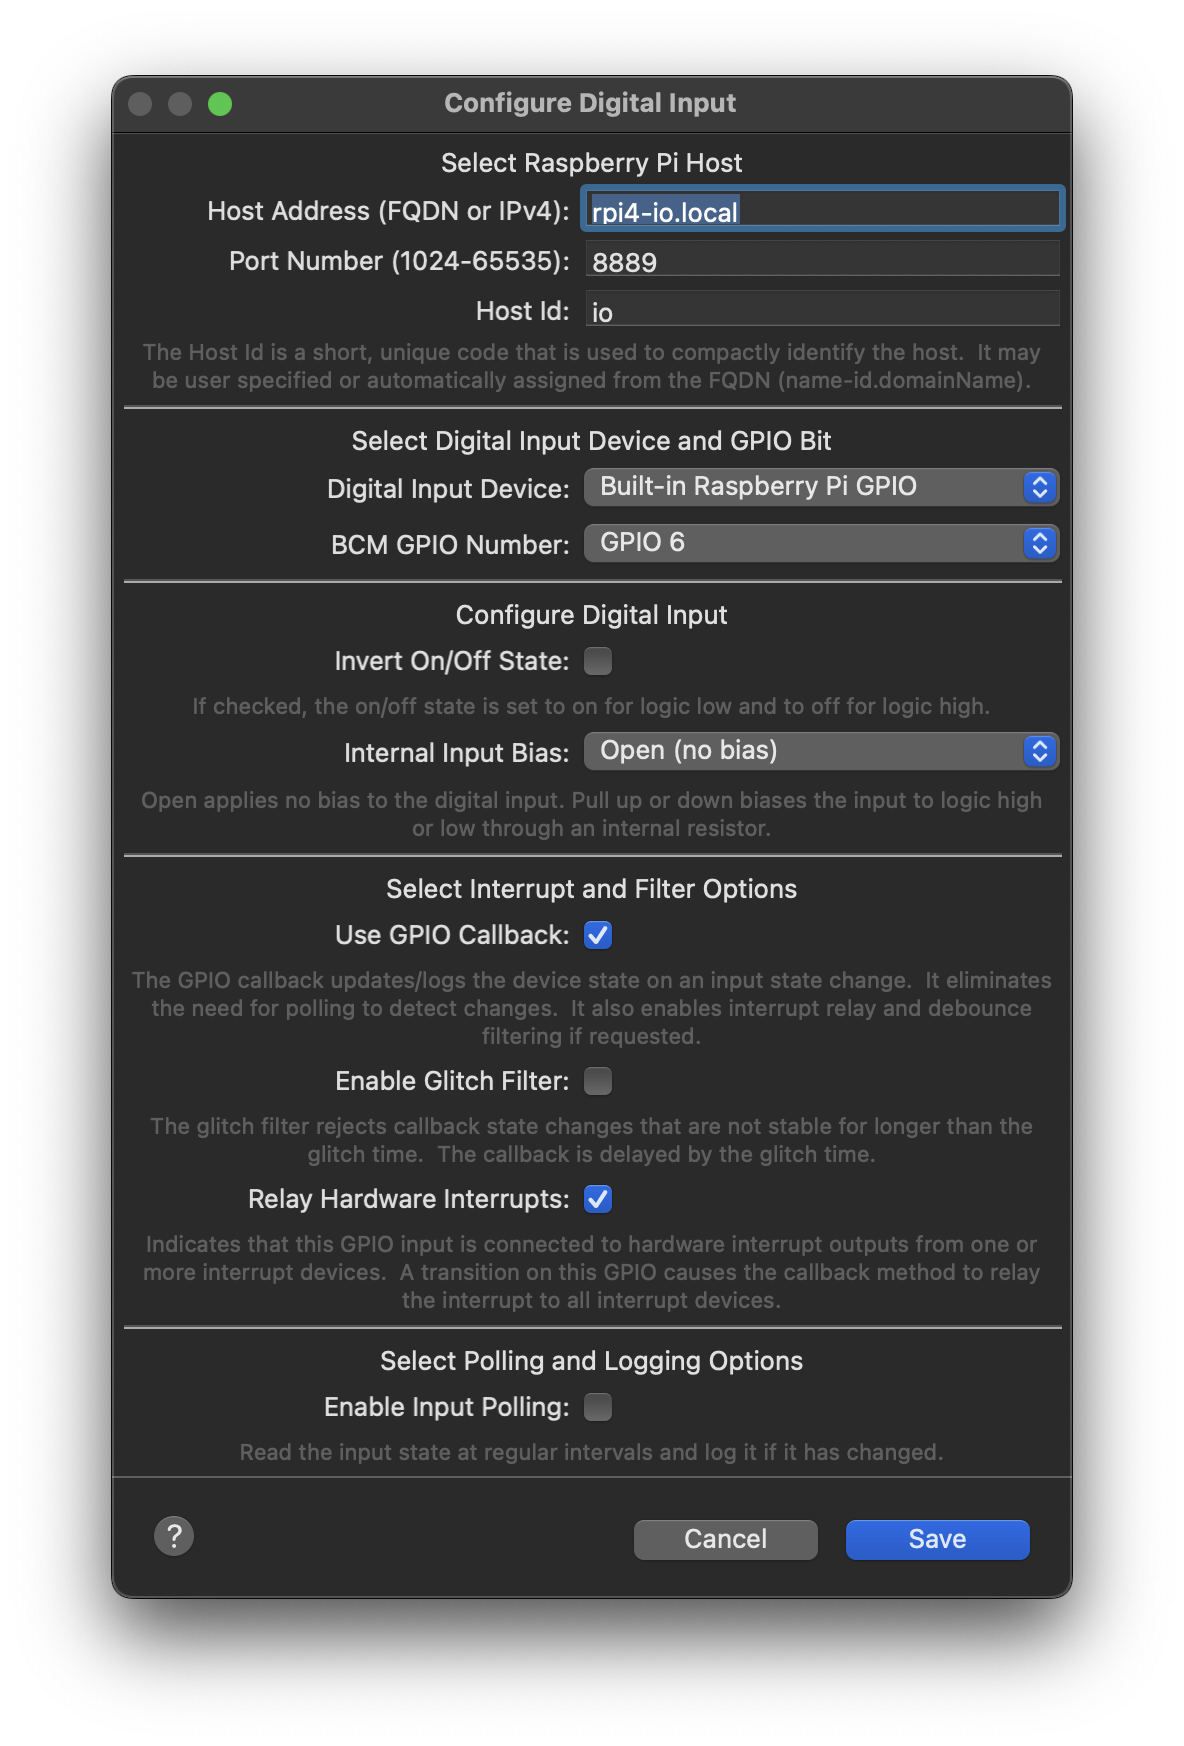 Configure Digital Input
Select Raspberry Pi Host
Host Address (FQDN or IPv4): rpi4-io.local
Port Number (1024-65535): 8889
Host Id: io
The Host Id is a short, unique code that is used to compactly identify the host.  It may
be user specified or automatically assigned from the FQDN (name-id.domainName).
Select Digital Input Device and GPIO Bit
Digital Input Device: Built-in Raspberry Pi GPIO
BCM GPIO Number: GPIO 6
Configure Digital Input
Invert On/Off State:
If checked, the on/off state is set to on for logic low and to off for logic high.
Internal Input Bias: Open (no bias)
Open applies no bias to the digital input. Pull up or down biases the input to logic high
or low through an internal resistor.
Select Interrupt and Filter Options
Use GPIO Callback:
The GPIO callback updates/logs the device state on an input state change.  It eliminates
the need for polling to detect changes.  It also enables interrupt relay and debounce
filtering if requested.
Enable Glitch Filter:
The glitch filter rejects callback state changes that are not stable for longer than the
glitch time.  The callback is delayed by the glitch time.
Relay Hardware Interrupts:
Indicates that this GPIO input is connected to hardware interrupt outputs from one or
more interrupt devices.  A transition on this GPIO causes the callback method to relay
the interrupt to all interrupt devices.
Select Polling and Logging Options
Enable Input Polling:
Read the input state at regular intervals and log it if it has changed.
? Cancel Save